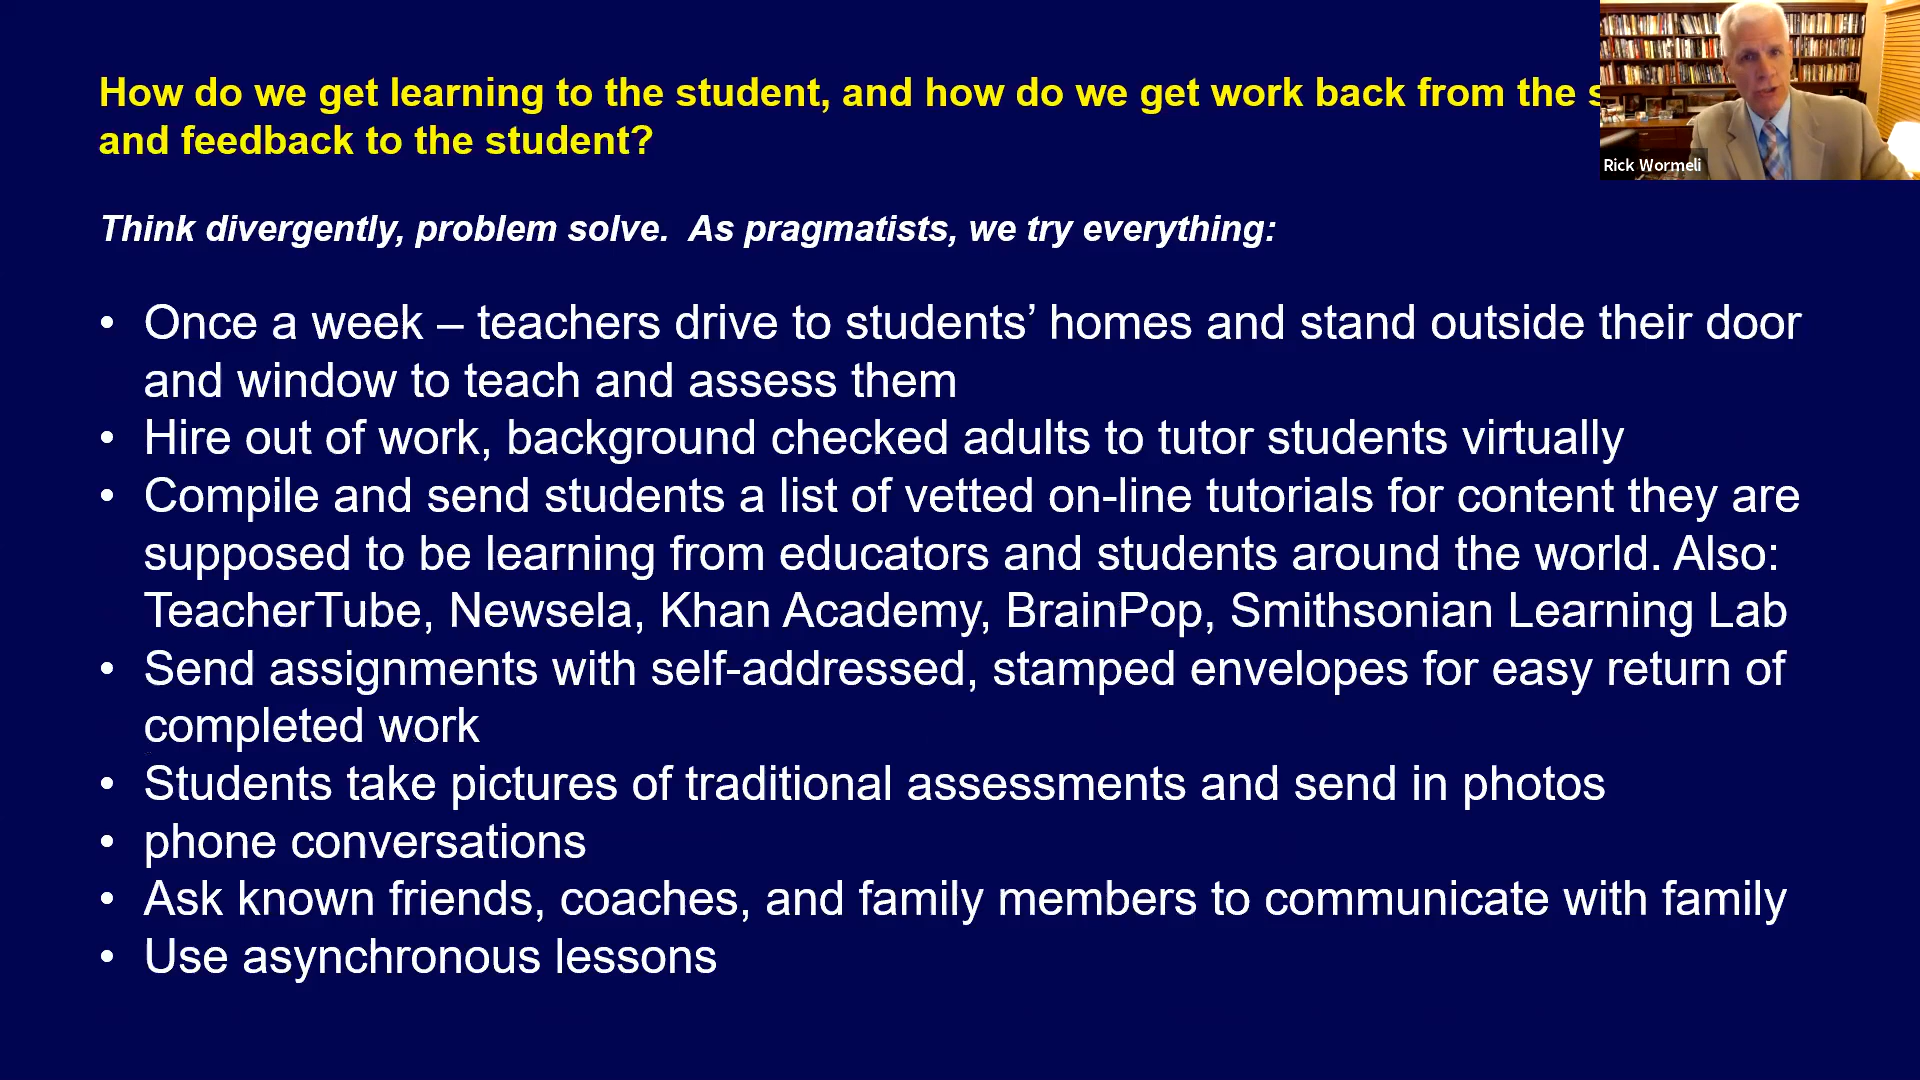 How do we get learning to the student, and how do we get work back from the
and feedback to the student?
Rick Wormeli
Think divergently, problem solve.  As pragmatists, we try everything:
• Once a week – teachers drive to students’ homes and stand outside their door
and window to teach and assess them
• Hire out of work, background checked adults to tutor students virtually
• Compile and send students a list of vetted on-line tutorials for content they are
supposed to be learning from educators and students around the world. Also:
TeacherTube, Newsela, Khan Academy, BrainPop, Smithsonian Learning Lab
• Send assignments with self-addressed, stamped envelopes for easy return of
completed work
• Students take pictures of traditional assessments and send in photos
• phone conversations
• Ask known friends, coaches, and family members to communicate with family
• Use asynchronous lessons